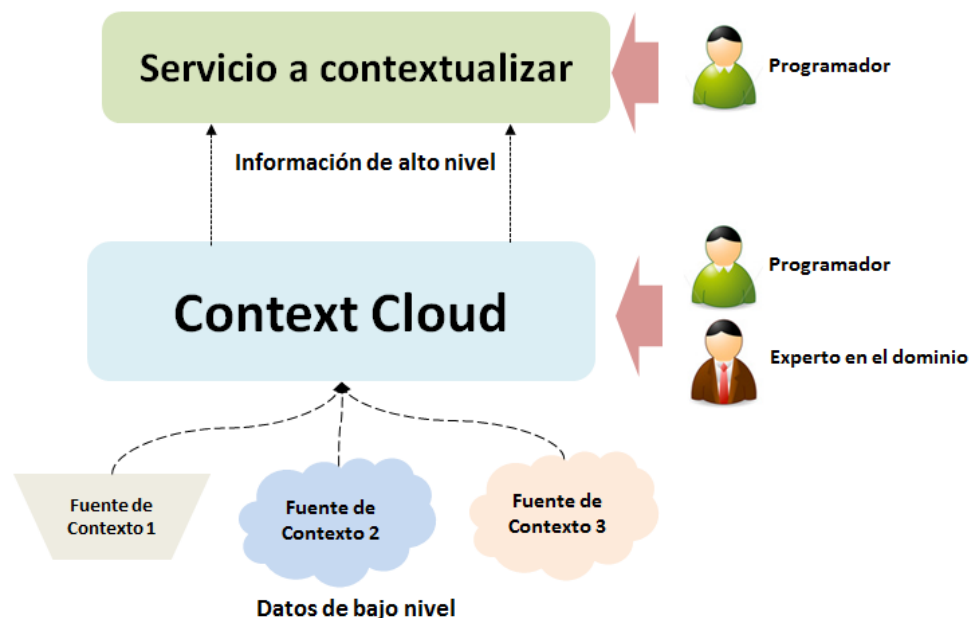 Servicio a contextualizar
Programador
Información de alto nivel
Programador
Context Cloud
Experto en el dominio
Fuente de
Contexto 1
Fuente de
Contexto 2
Fuente de
Contexto 3
Datos de bajo nivel